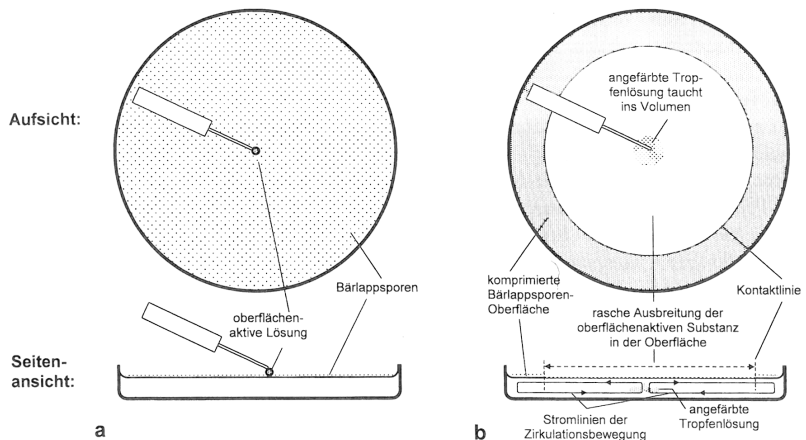 Aufsicht:
oberflächen-
aktive Lösung
Bärlappsporen
Seiten-
ansicht:
a
angefärbte Trop-
fenlösung taucht
ins Volumen
komprimierte
Bärlappsporen-
Oberfläche
rasche Ausbreitung der
oberflächenaktiven Substanz
in der Oberfläche
Kontaktlinie
Stromlinien der
Zirkulationsbewegung
angefärbte
Tropfenlösung
b